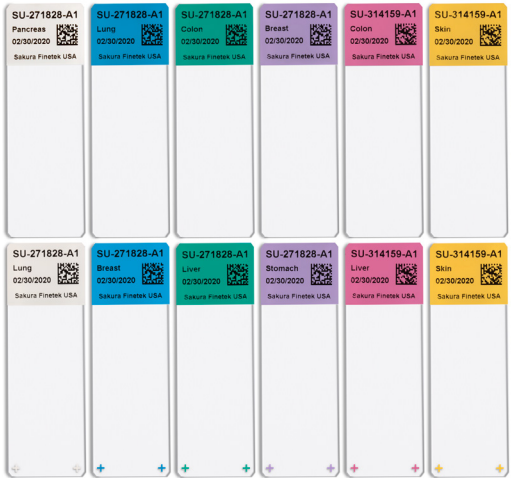 SU-271828-A1
Pancreas
02/30/2020
Sakura Finetek USA
SU-271828-A1
Lung
02/30/2020
Sakura Finetek USA
SU-271828-A1
Colon
02/30/2020
Sakura Finetek USA
SU-271828-A1
Breast
02/30/2020
Sakura Finetek USA
SU-314159-A1
Colon
02/30/2020
Sakura Finetek USA
SU-314159-A1
Skin
02/30/2020
Sakura Finetek USA
SU-271828-A1
Lung
02/30/2020
Sakura Finetek USA
SU-271828-A1
Breast
02/30/2020
Sakura Finetek USA
SU-271828-A1
Liver
02/30/2020
Sakura Finetek USA
SU-271828-A1
Stomach
02/30/2020
Sakura Finetek USA
SU-314159-A1
Liver
02/30/2020
Sakura Finetek USA
SU-314159-A1
Skin
02/30/2020
Sakura Finetek USA